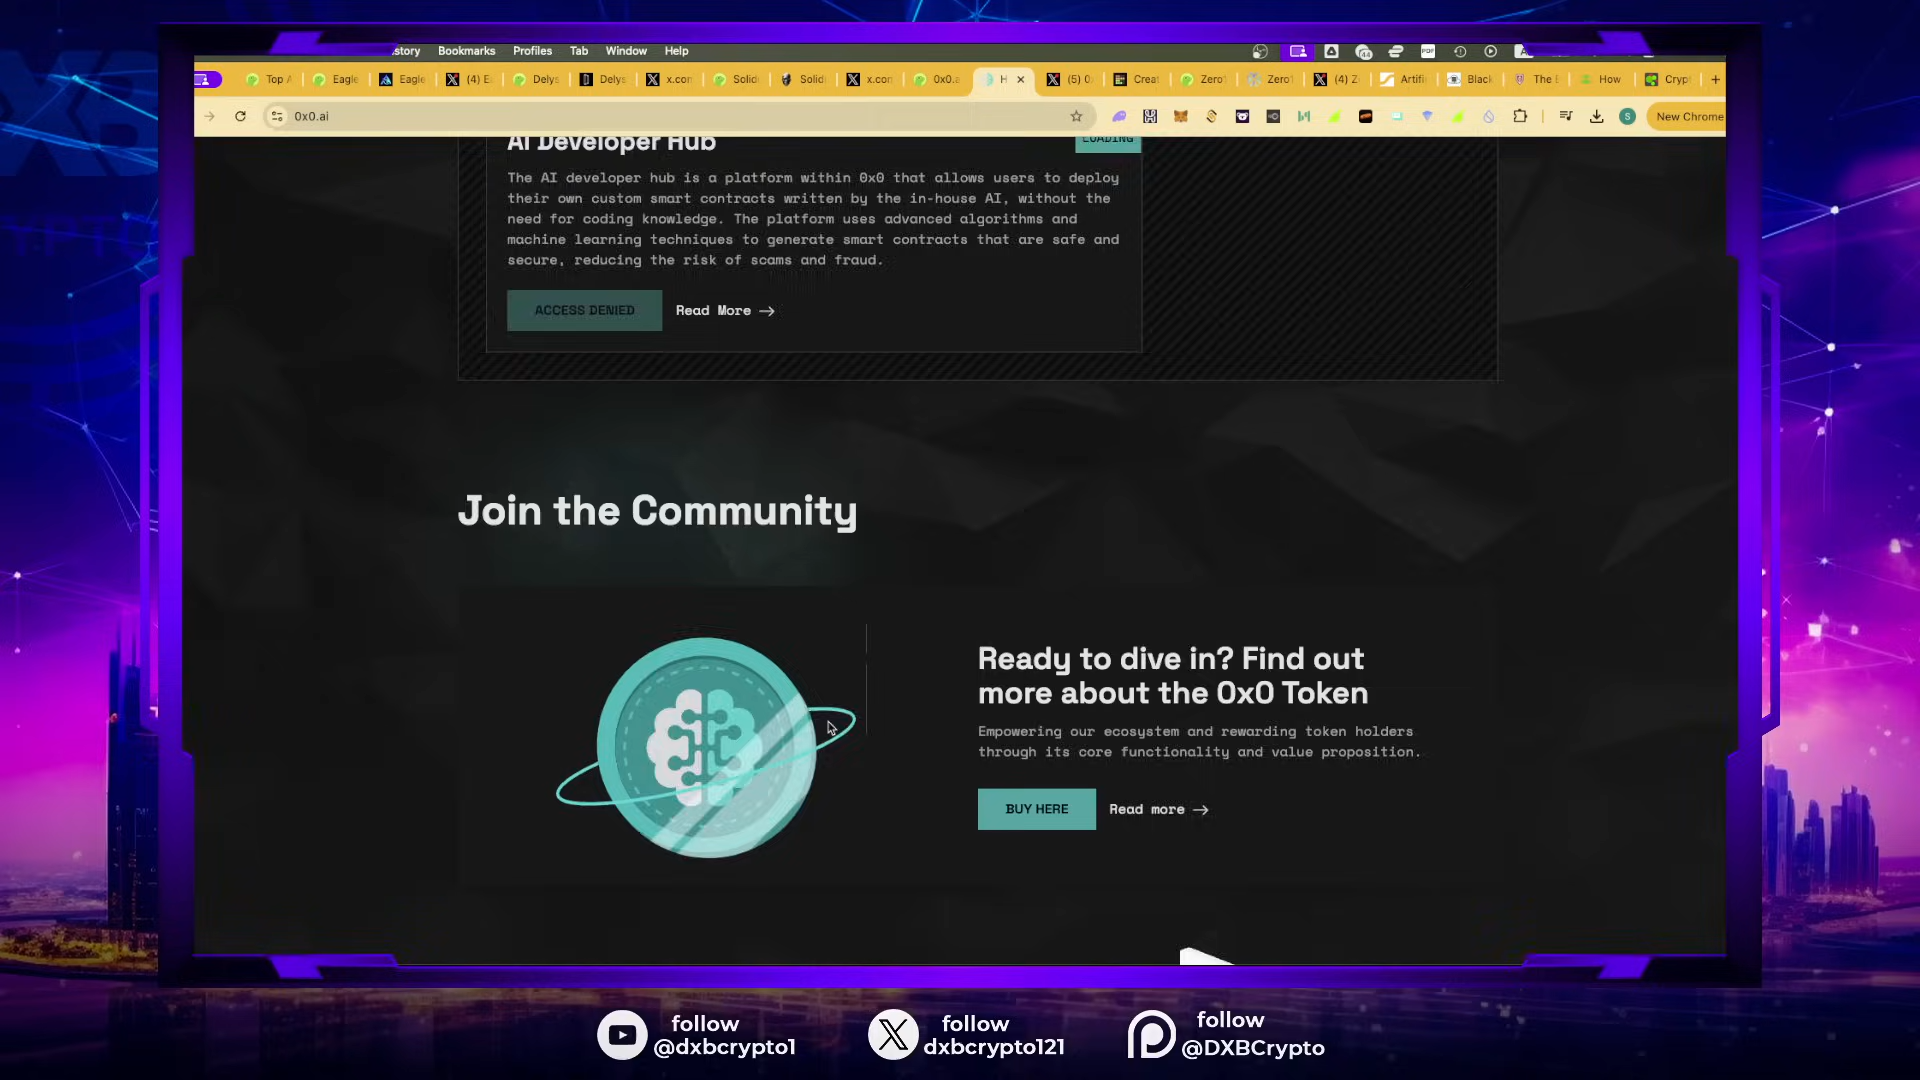 story Bookmarks Profiles Tab Window Help
Top Eagle Eagle (4) E Delys Delys x.con Solid Solid x.con 0x0.a H (5) 0 Creat Zero1 Zero (4) Z Artifi Black The E How Crypt
0x0.ai New Chrome
AI Developer Hub
LOADING
The AI developer hub is a platform within 0x0 that allows users to deploy
their own custom smart contracts written by the in-house AI, without the
need for coding knowledge. The platform uses advanced algorithms and
machine learning techniques to generate smart contracts that are safe and
secure, reducing the risk of scams and fraud.
ACCESS DENIED Read More
Join the Community
Ready to dive in? Find out
more about the 0x0 Token
Empowering our ecosystem and rewarding token holders
through its core functionality and value proposition.
BUY HERE Read more
follow
@dxbcrypto1
follow
dxbcrypto121
follow
@DXBCrypto